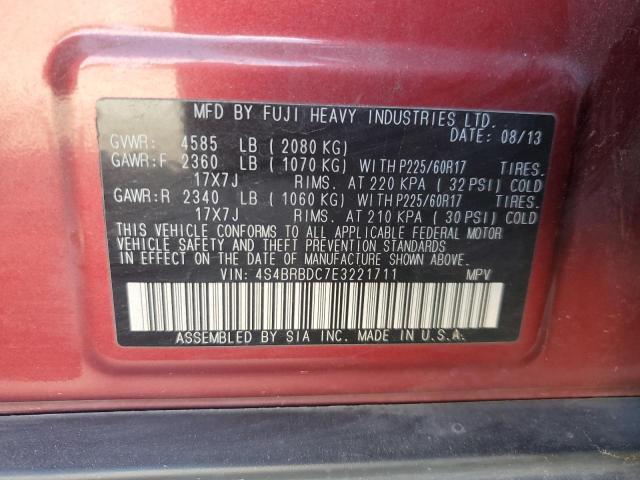 MFD BY FUJI HEAVY INDUSTRIES LTD.
DATE: 08/13
GVWR: 4585 LB (2080 KG)
GAWR:F 2360 LB (1070 KG) WITH P225/60R17 TIRES.
17X7J RIMS. AT 220 KPA (32 PSI) COLD
GAWR:R 2340 LB (1060 KG) WITH P225/60R17 TIRES.
17X7J RIMS. AT 210 KPA (30 PSI) COLD
THIS VEHICLE CONFORMS TO ALL APPLICABLE FEDERAL MOTOR
VEHICLE SAFETY AND THEFT PREVENTION STANDARDS
IN EFFECT ON THE DATE OF MANUFACTURE SHOWN ABOVE.
VIN: 4S4BRBDC7E3221711 MPV
ASSEMBLED BY SIA INC. MADE IN U.S.A.